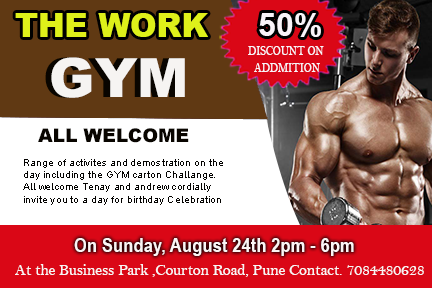 THE WORK
GYM
50%
DISCOUNT ON
ADDMITION
ALL WELCOME
Range of activites and demostration on the
day including the GYM carton Challange.
All welcome Tenay and andrew cordially
invite you to a day for birthday Celebration
On Sunday, August 24th 2pm - 6pm
At the Business Park ,Courton Road, Pune Contact. 7084480628